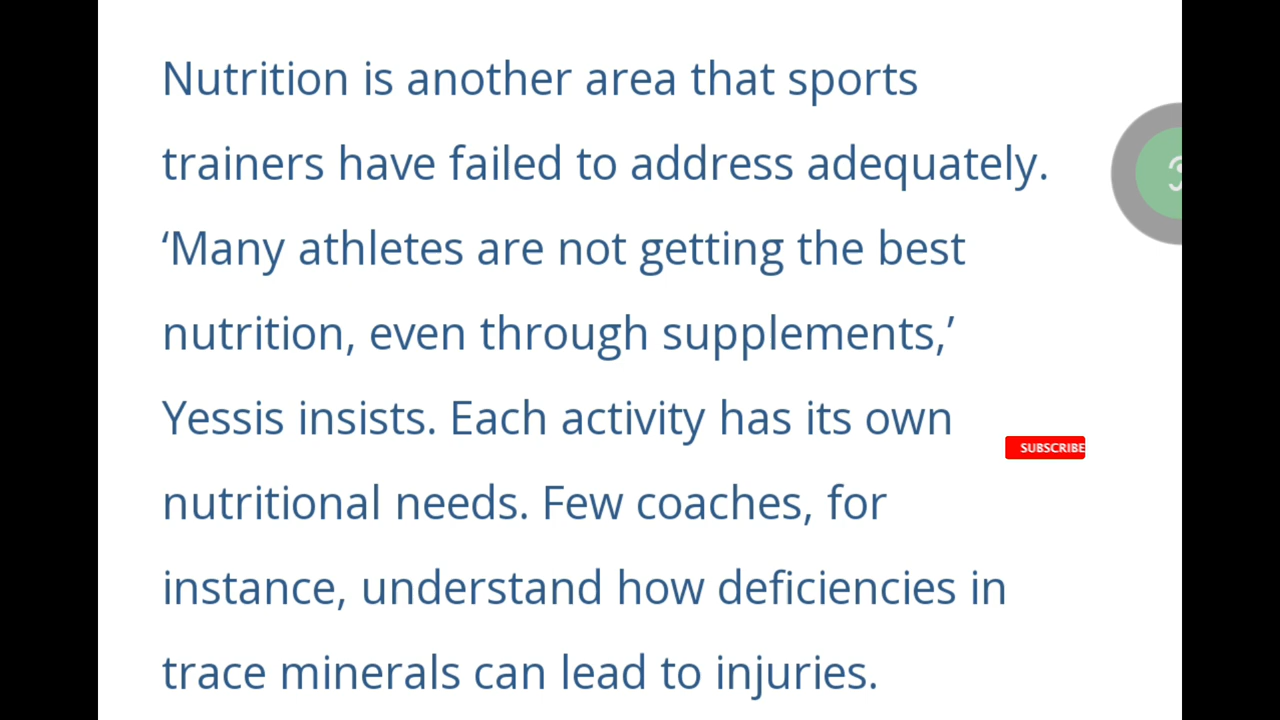 Nutrition is another area that sports
trainers have failed to address adequately.
‘Many athletes are not getting the best
nutrition, even through supplements,’
Yessis insists. Each activity has its own
SUBSCRIBE
nutritional needs. Few coaches, for
instance, understand how deficiencies in
trace minerals can lead to injuries.